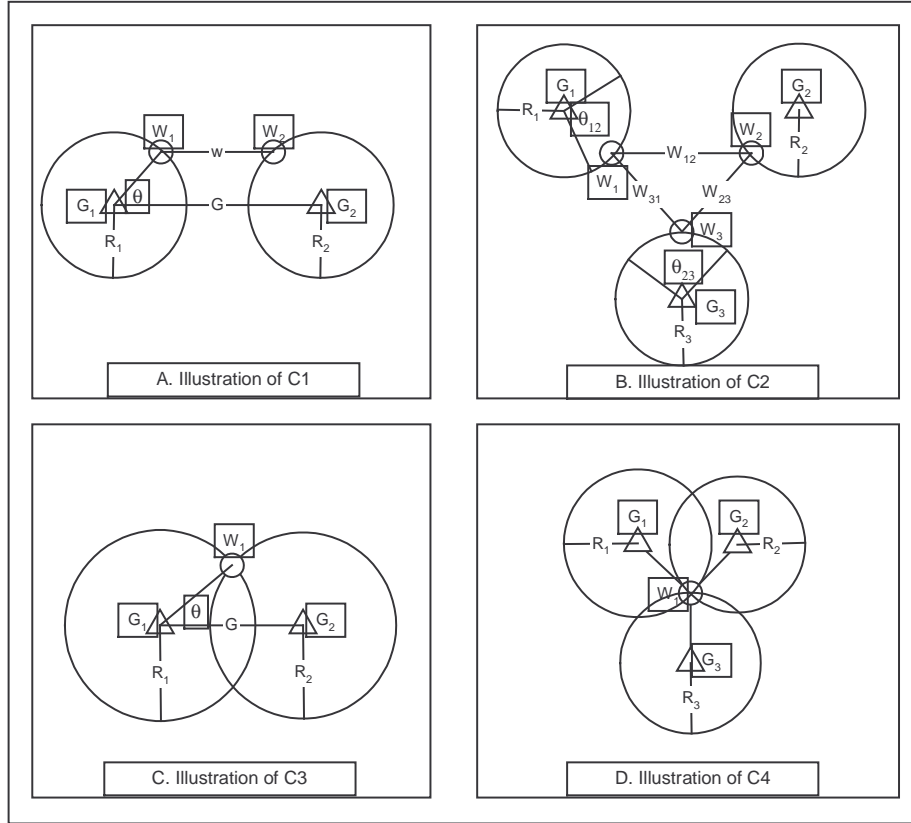 W₁
W₂
w
G₁
θ
G
G₂
R₁
R₂
A. Illustration of C1
G₁
G₂
R₁
θ₁₂
R₂
W₂
W₁₂
W₁
W₃₁
W₂₃
W₃
θ₂₃
G₃
R₃
B. Illustration of C2
W₁
G₁
θ
G
G₂
R₁
R₂
C. Illustration of C3
G₁
G₂
R₁
R₂
W₁
G₃
R₃
D. Illustration of C4